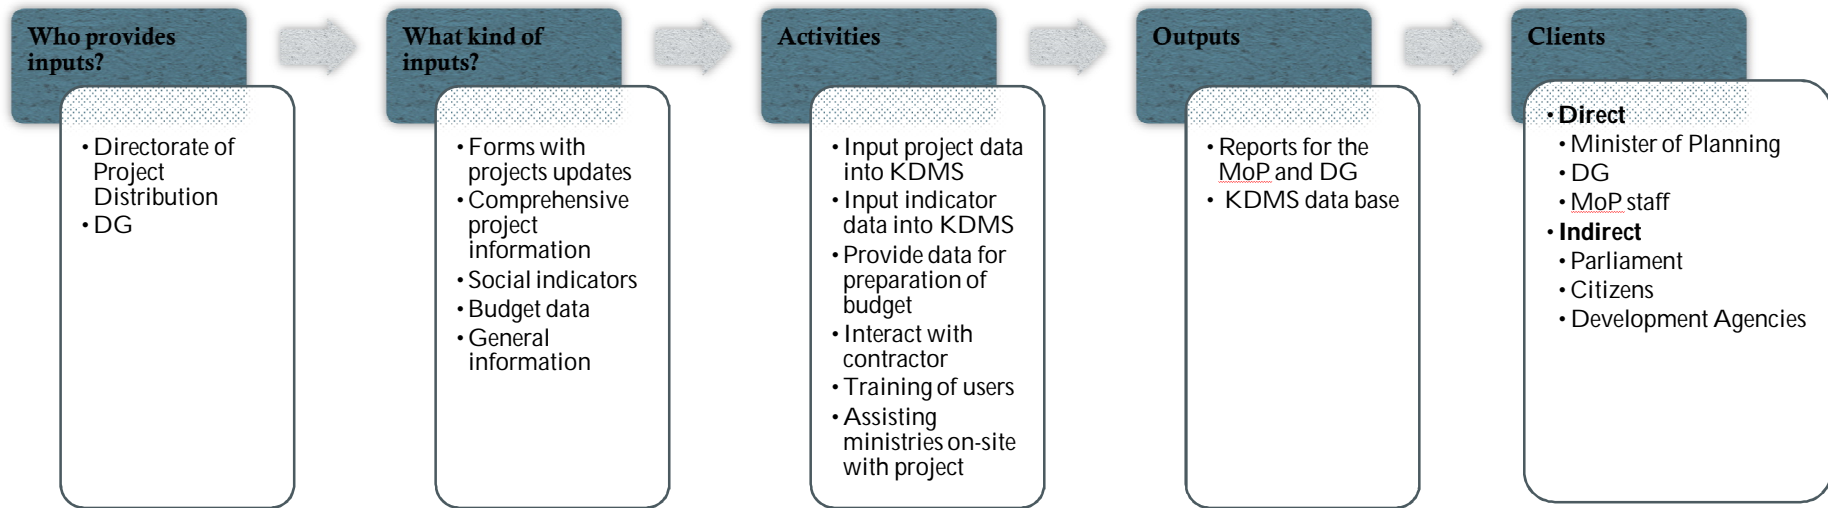 Who provides
inputs?
• Directorate of
Project
Distribution
• DG
What kind of
inputs?
• Forms with
projects updates
• Comprehensive
project
information
• Social indicators
• Budget data
• General
information
Activities
• Input project data
into KDMS
• Input indicator
data into KDMS
• Provide data for
preparation of
budget
• Interact with
contractor
• Training of users
• Assisting
ministries on-site
with project
Outputs
• Reports for the
MoP and DG
• KDMS data base
Clients
• Direct
• Minister of Planning
• DG
• MoP staff
• Indirect
• Parliament
• Citizens
• Development Agencies